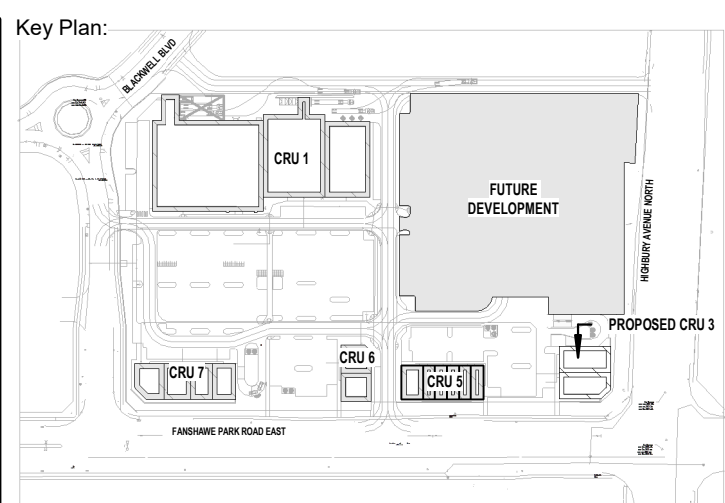 Key Plan:
BLACKWELL BLVD
CRU 1
FUTURE
DEVELOPMENT
HIGHBURY AVENUE NORTH
PROPOSED CRU 3
CRU 6
CRU 7
CRU 5
FANSHAWE PARK ROAD EAST